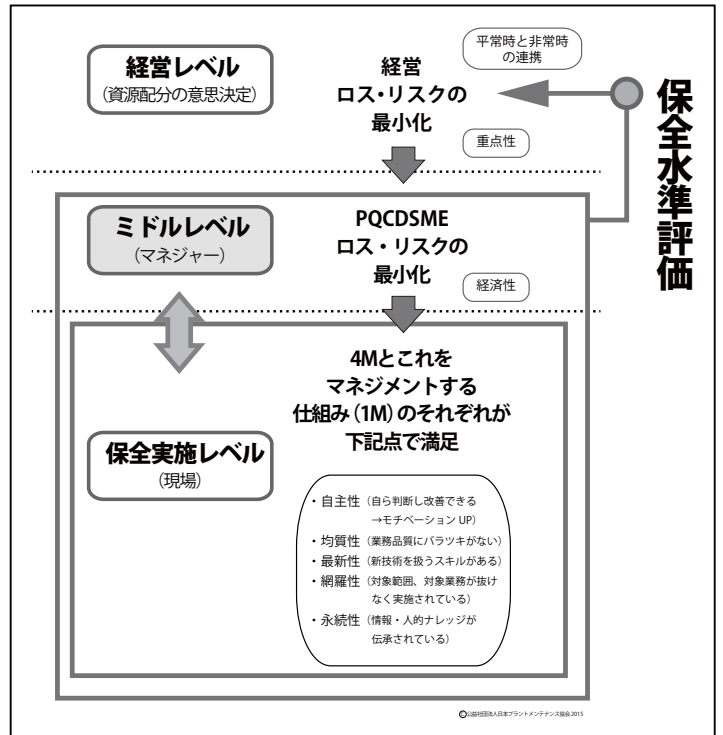 経営レベル
（資源配分の意思決定）
経営
ロス・リスクの
最小化
平常時と非常時
の連携
重点性
保全水準評価
ミドルレベル
（マネジャー）
PQCDSME
ロス・リスクの
最小化
経済性
保全実施レベル
（現場）
4Mとこれを
マネジメントする
仕組み（1M）のそれぞれが
下記点で満足
・自主性（自ら判断し改善できる
→モチベーション UP）
・均質性（業務品質にバラツキがない）
・最新性（新技術を扱うスキルがある）
・網羅性（対象範囲、対象業務が抜け
なく実施されている）
・永続性（情報・人的ナレッジが
伝承されている）
©公益社団法人日本プラントメンテナンス協会 2015